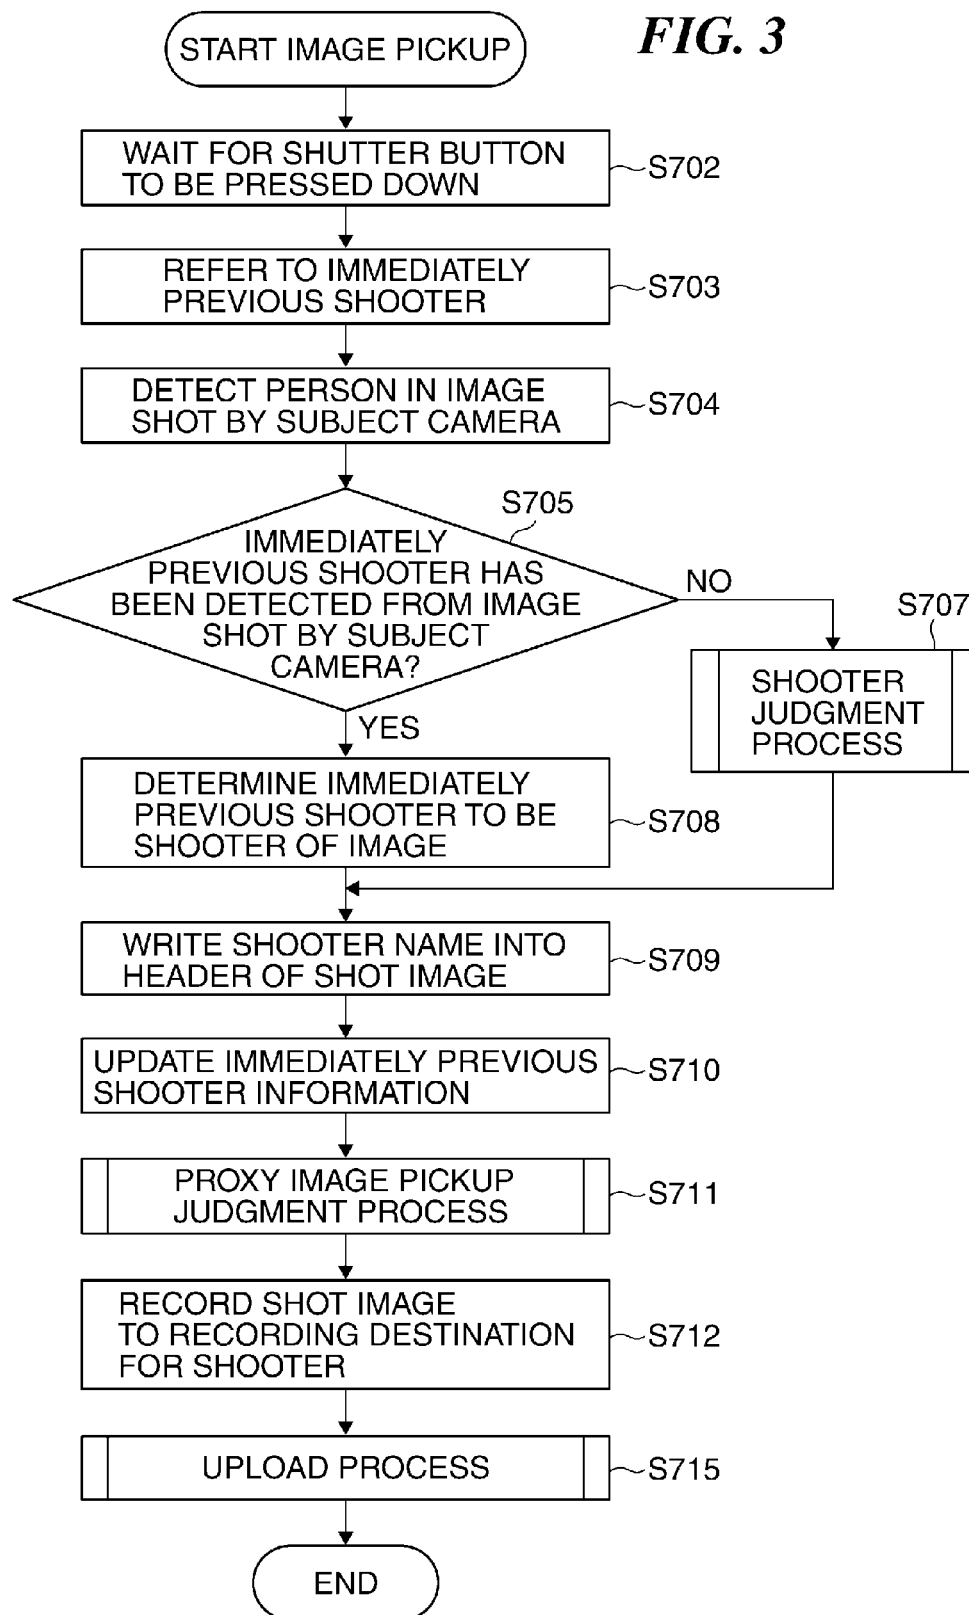 FIG. 3
START IMAGE PICKUP
WAIT FOR SHUTTER BUTTON
TO BE PRESSED DOWN
S702
REFER TO IMMEDIATELY
PREVIOUS SHOOTER
S703
DETECT PERSON IN IMAGE
SHOT BY SUBJECT CAMERA
S704
S705
IMMEDIATELY
PREVIOUS SHOOTER HAS
BEEN DETECTED FROM IMAGE
SHOT BY SUBJECT
CAMERA?
NO
S707
SHOOTER
JUDGMENT
PROCESS
YES
DETERMINE IMMEDIATELY
PREVIOUS SHOOTER TO BE
SHOOTER OF IMAGE
S708
WRITE SHOOTER NAME INTO
HEADER OF SHOT IMAGE
S709
UPDATE IMMEDIATELY PREVIOUS
SHOOTER INFORMATION
S710
PROXY IMAGE PICKUP
JUDGMENT PROCESS
S711
RECORD SHOT IMAGE
TO RECORDING DESTINATION
FOR SHOOTER
S712
UPLOAD PROCESS
S715
END